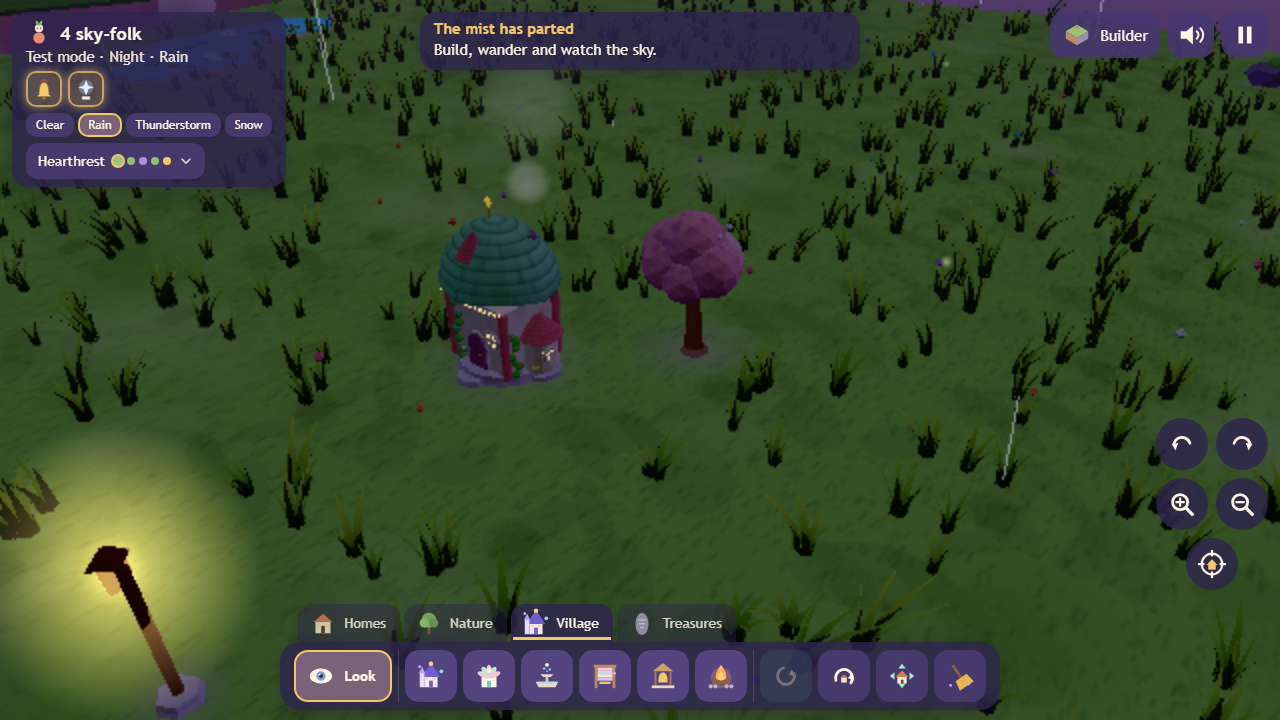 4 sky-folk
Test mode · Night · Rain
Clear
Rain
Thunderstorm
Snow
Hearthrest
The mist has parted
Build, wander and watch the sky.
Builder
Homes
Nature
Village
Treasures
Look